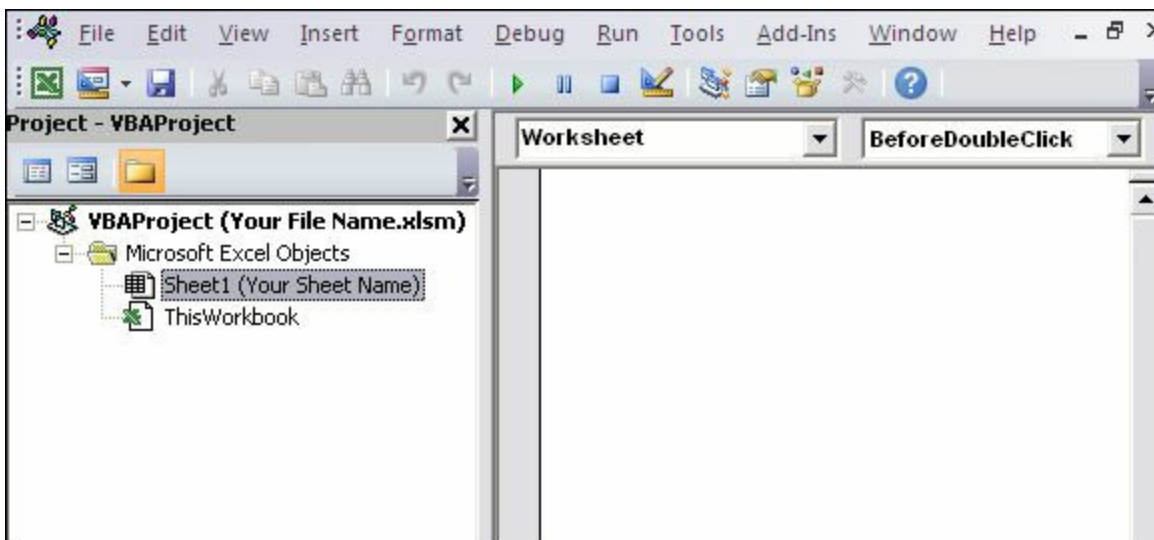 File Edit View Insert Format Debug Run Tools Add-Ins Window Help
Project - VBAProject
Worksheet BeforeDoubleClick
VBAProject (Your File Name.xlsm)
Microsoft Excel Objects
Sheet1 (Your Sheet Name)
ThisWorkbook